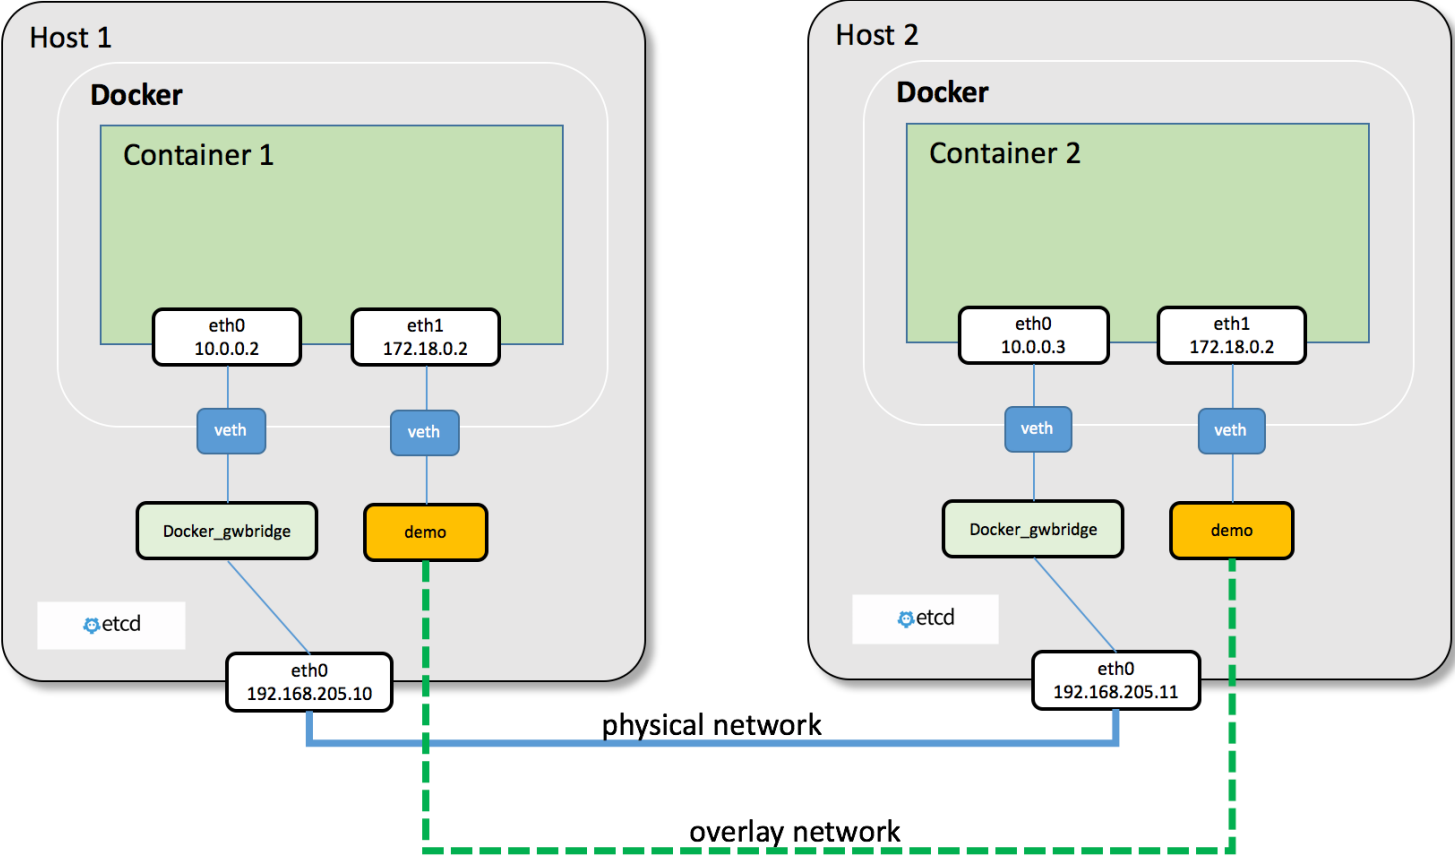 Host 1
Docker
Container 1
eth0
10.0.0.2
eth1
172.18.0.2
veth
veth
Docker_gwbridge
demo
etcd
eth0
192.168.205.10
Host 2
Docker
Container 2
eth0
10.0.0.3
eth1
172.18.0.2
veth
veth
Docker_gwbridge
demo
etcd
eth0
192.168.205.11
physical network
overlay network